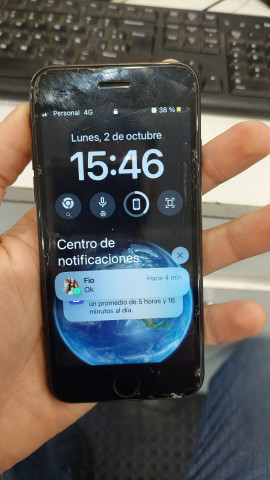 Personal 4G 38 %
Lunes, 2 de octubre
15:46
Centro de
notificaciones
Fio Hace 4 min
Ok
un promedio de 5 horas y 16
minutos al día.